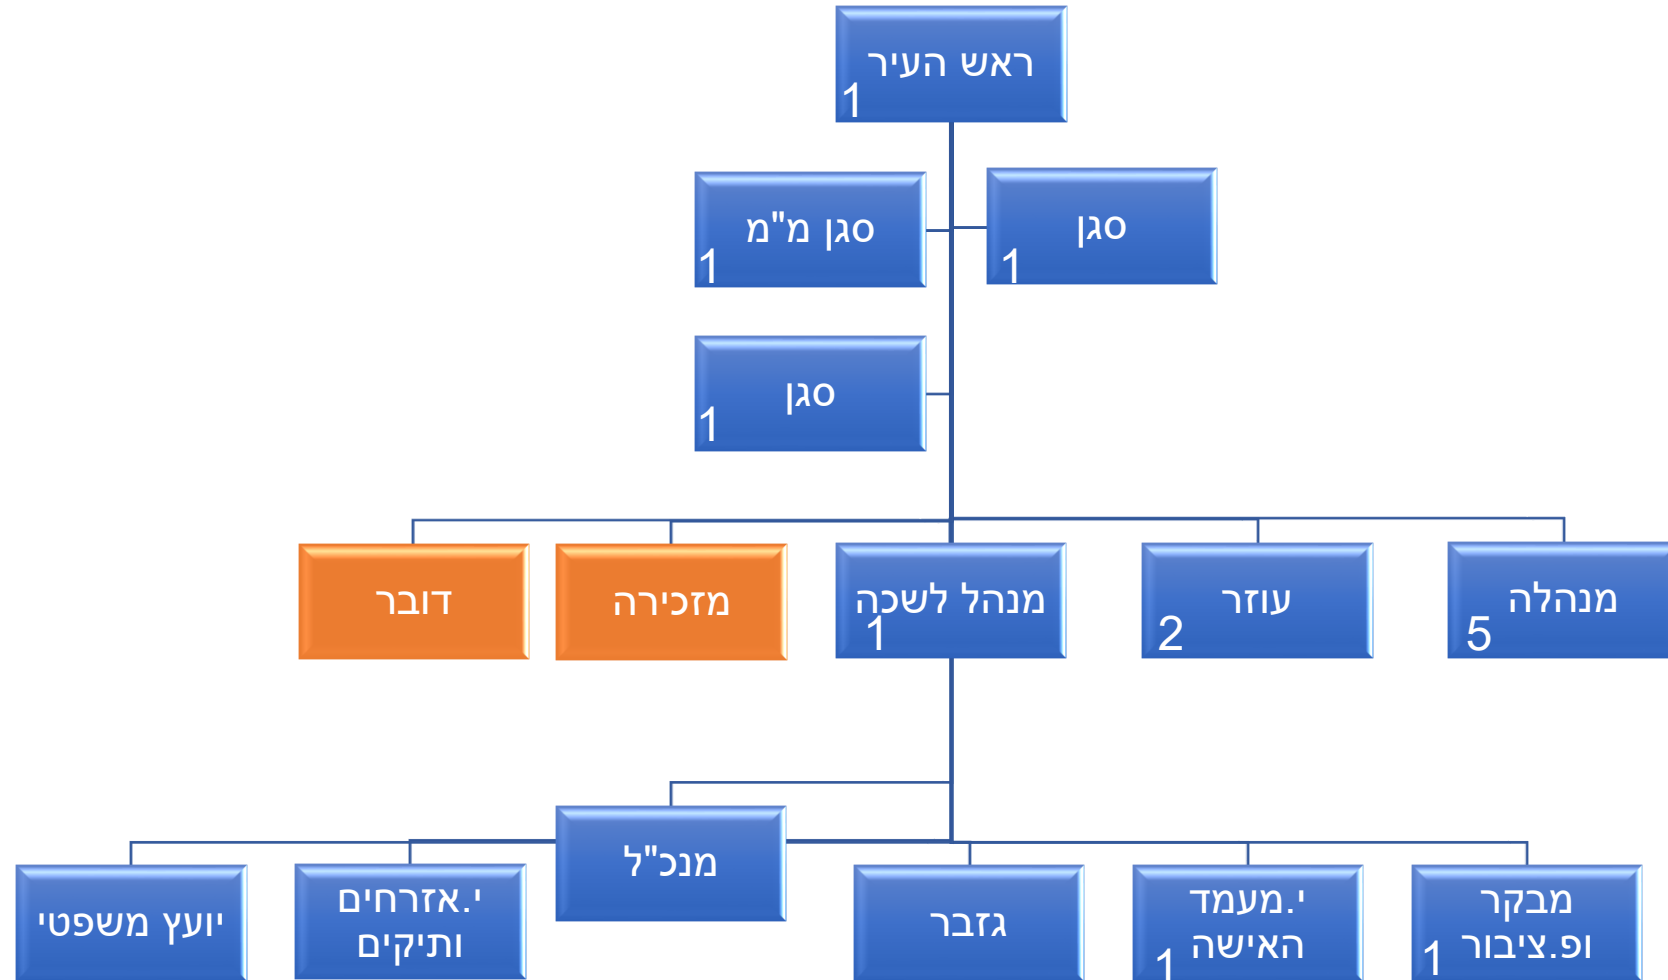 ראש העיר
1
סגן
1
סגן מ"מ
1
סגן
1
מנהלה
5
עוזר
2
מנהל לשכה
1
מזכירה
דובר
מנכ"ל
מבקר
ופ.ציבור
1
י.מעמד
האישה
1
גזבר
י.אזרחים
ותיקים
יועץ משפטי